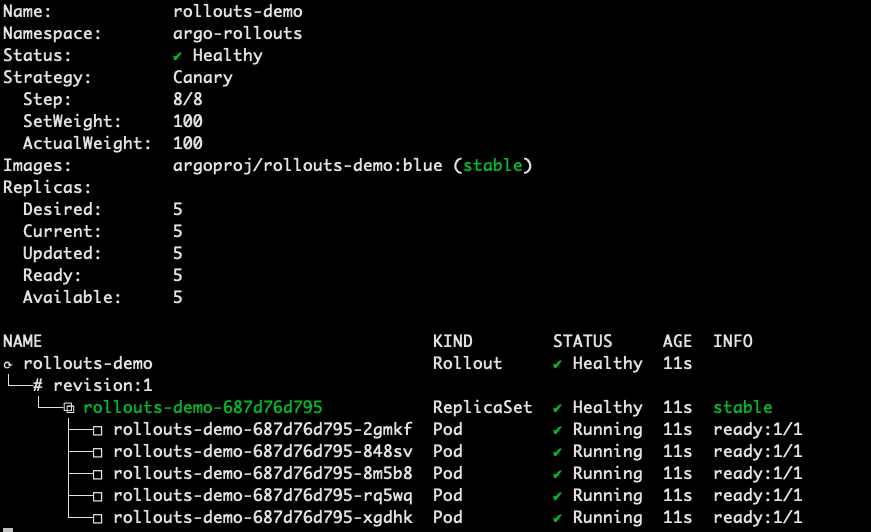 Name: rollouts-demo
Namespace: argo-rollouts
Status: ✔ Healthy
Strategy: Canary
Step: 8/8
SetWeight: 100
ActualWeight: 100
Images: argoproj/rollouts-demo:blue (stable)
Replicas:
Desired: 5
Current: 5
Updated: 5
Ready: 5
Available: 5
NAME KIND STATUS AGE INFO
⟳ rollouts-demo Rollout ✔ Healthy 11s
└──# revision:1
└──⧉ rollouts-demo-687d76d795 ReplicaSet ✔ Healthy 11s stable
├──□ rollouts-demo-687d76d795-2gmkf Pod ✔ Running 11s ready:1/1
├──□ rollouts-demo-687d76d795-848sv Pod ✔ Running 11s ready:1/1
├──□ rollouts-demo-687d76d795-8m5b8 Pod ✔ Running 11s ready:1/1
├──□ rollouts-demo-687d76d795-rq5wq Pod ✔ Running 11s ready:1/1
└──□ rollouts-demo-687d76d795-xgdhk Pod ✔ Running 11s ready:1/1